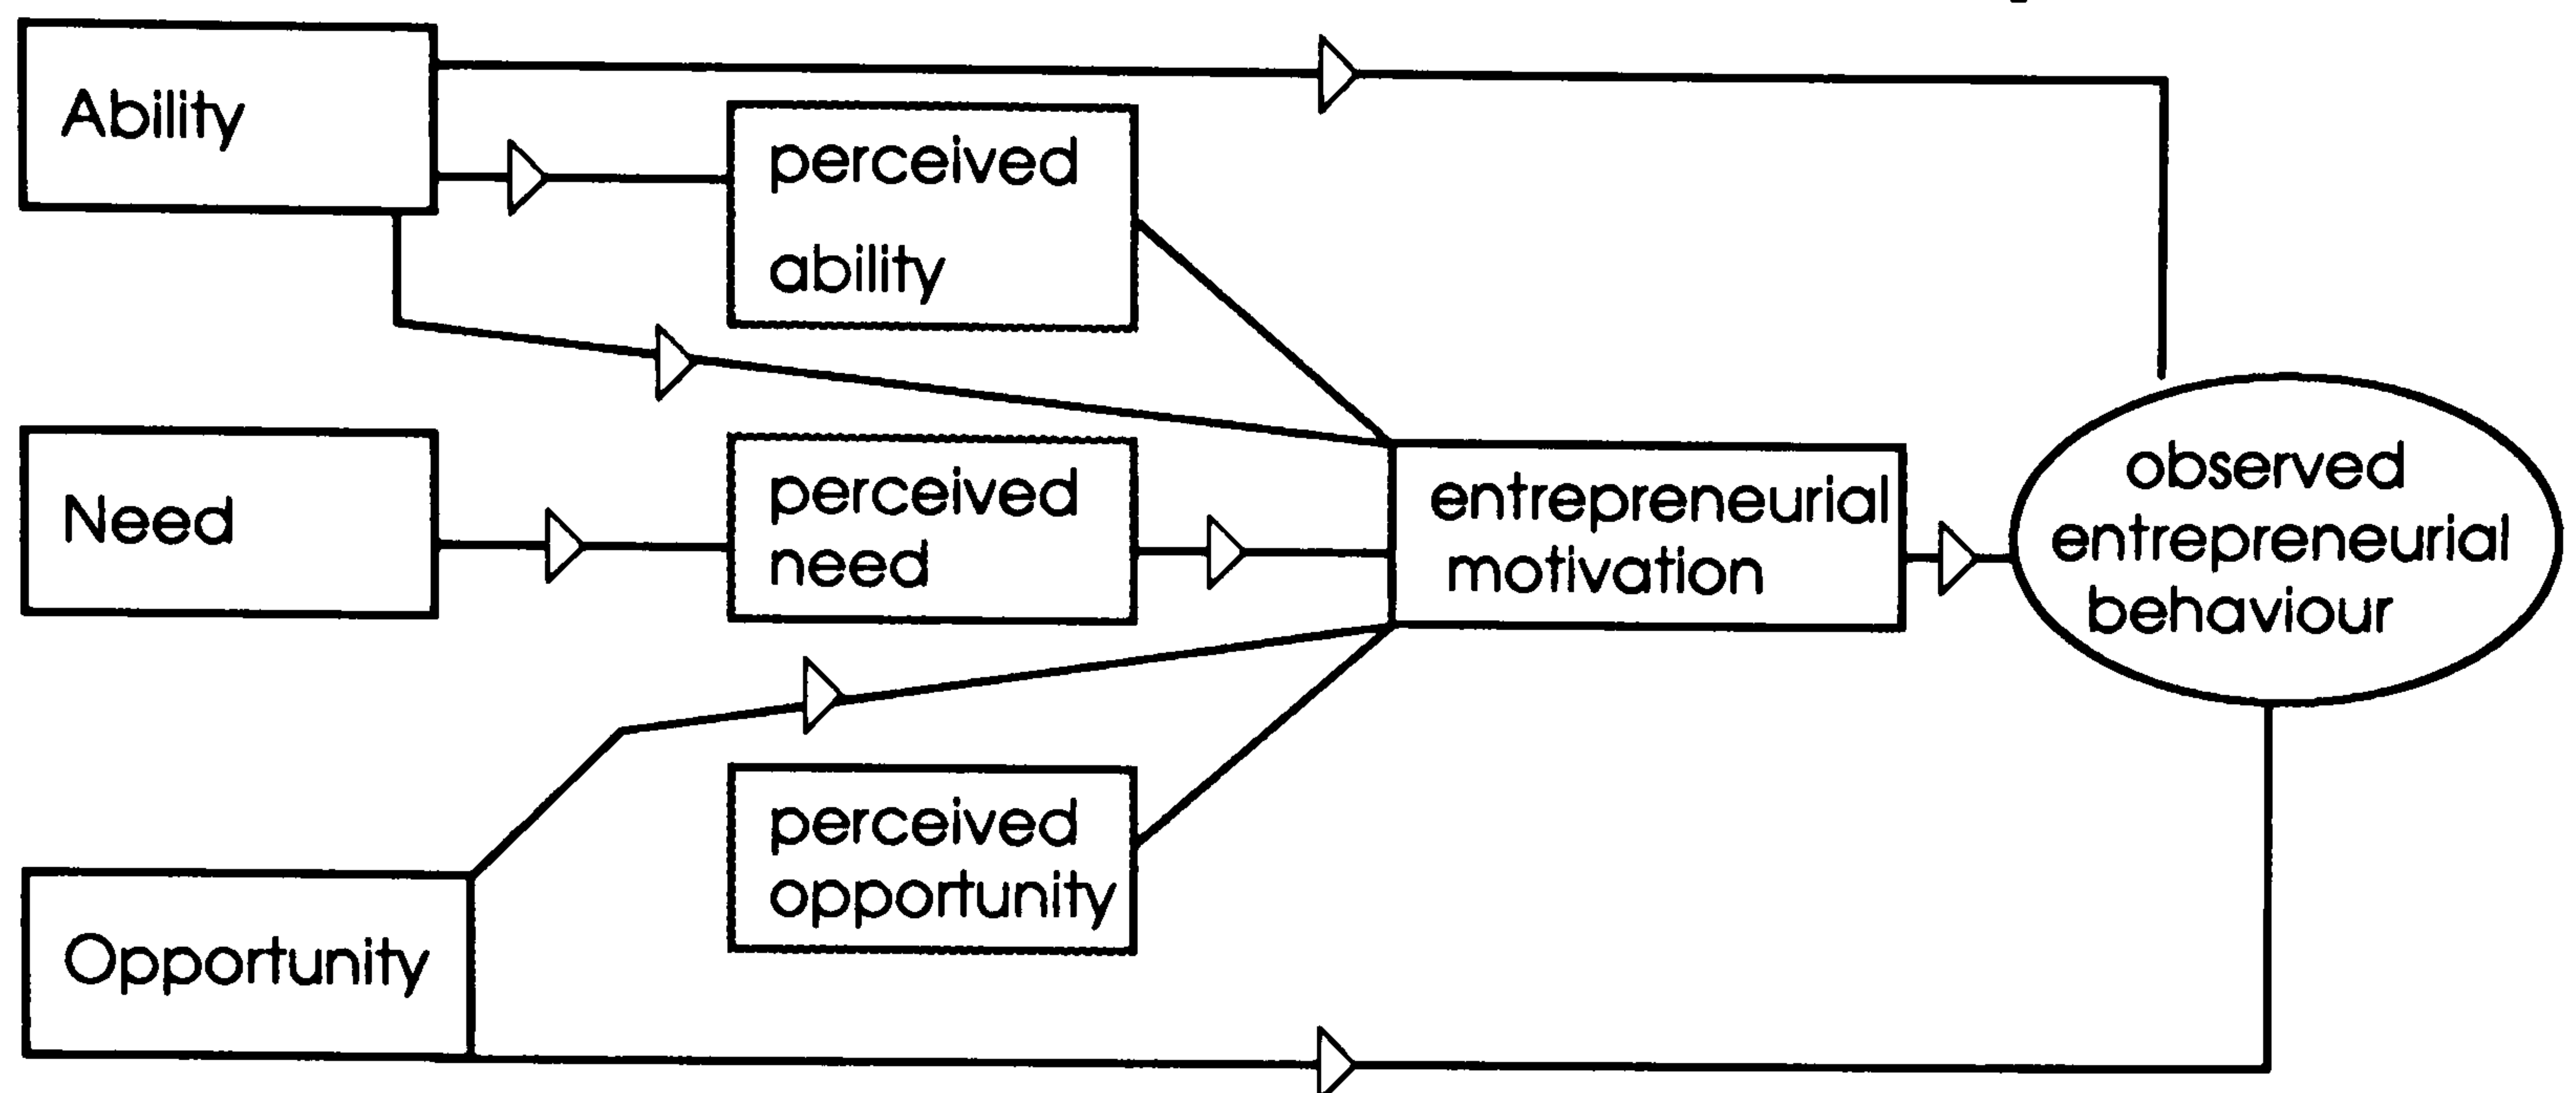 Ability
perceived
ability
Need
perceived
need
entrepreneurial
motivation
observed
entrepreneurial
behaviour
perceived
opportunity
Opportunity